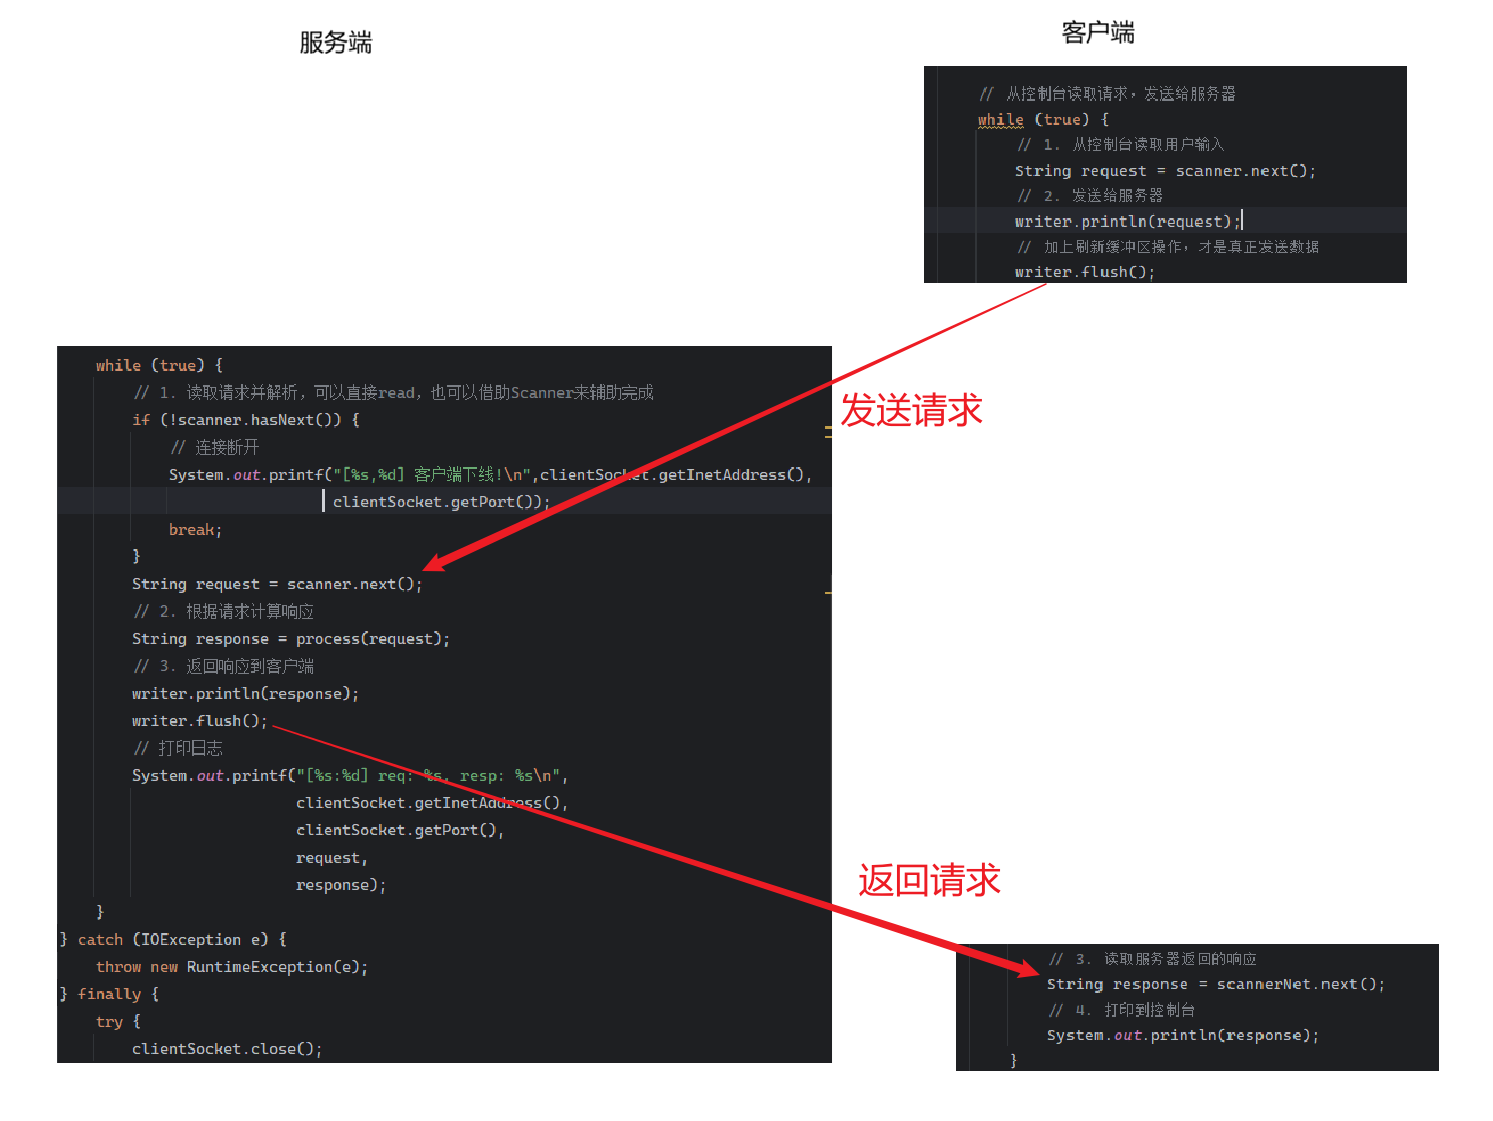 服务端
客户端
// 从控制台读取请求，发送给服务器
while (true) {
// 1. 从控制台读取用户输入
String request = scanner.next();
// 2. 发送给服务器
writer.println(request);
// 加上刷新缓冲区操作，才是真正发送数据
writer.flush();
发送请求
while (true) {
// 1. 读取请求并解析，可以直接read，也可以借助Scanner来辅助完成
if (!scanner.hasNext()) {
// 连接断开
System.out.printf("[%s,%d] 客户端下线!\n",clientSocket.getInetAddress(),
clientSocket.getPort());
break;
}
String request = scanner.next();
// 2. 根据请求计算响应
String response = process(request);
// 3. 返回响应到客户端
writer.println(response);
writer.flush();
// 打印日志
System.out.printf("[%s:%d] req: %s, resp: %s\n",
clientSocket.getInetAddress(),
clientSocket.getPort(),
request,
response);
}
} catch (IOException e) {
throw new RuntimeException(e);
} finally {
try {
clientSocket.close();
返回请求
// 3. 读取服务器返回的响应
String response = scannerNet.next();
// 4. 打印到控制台
System.out.println(response);
}